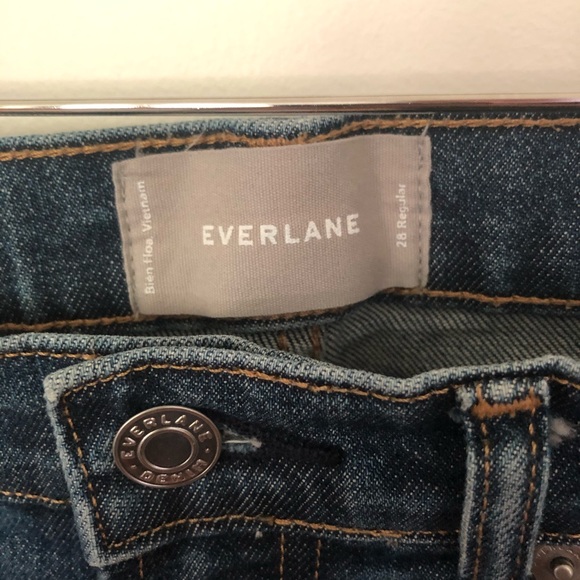 Bien Hoa, Vietnam
EVERLANE
28 Regular
EVERLANE
DENIM